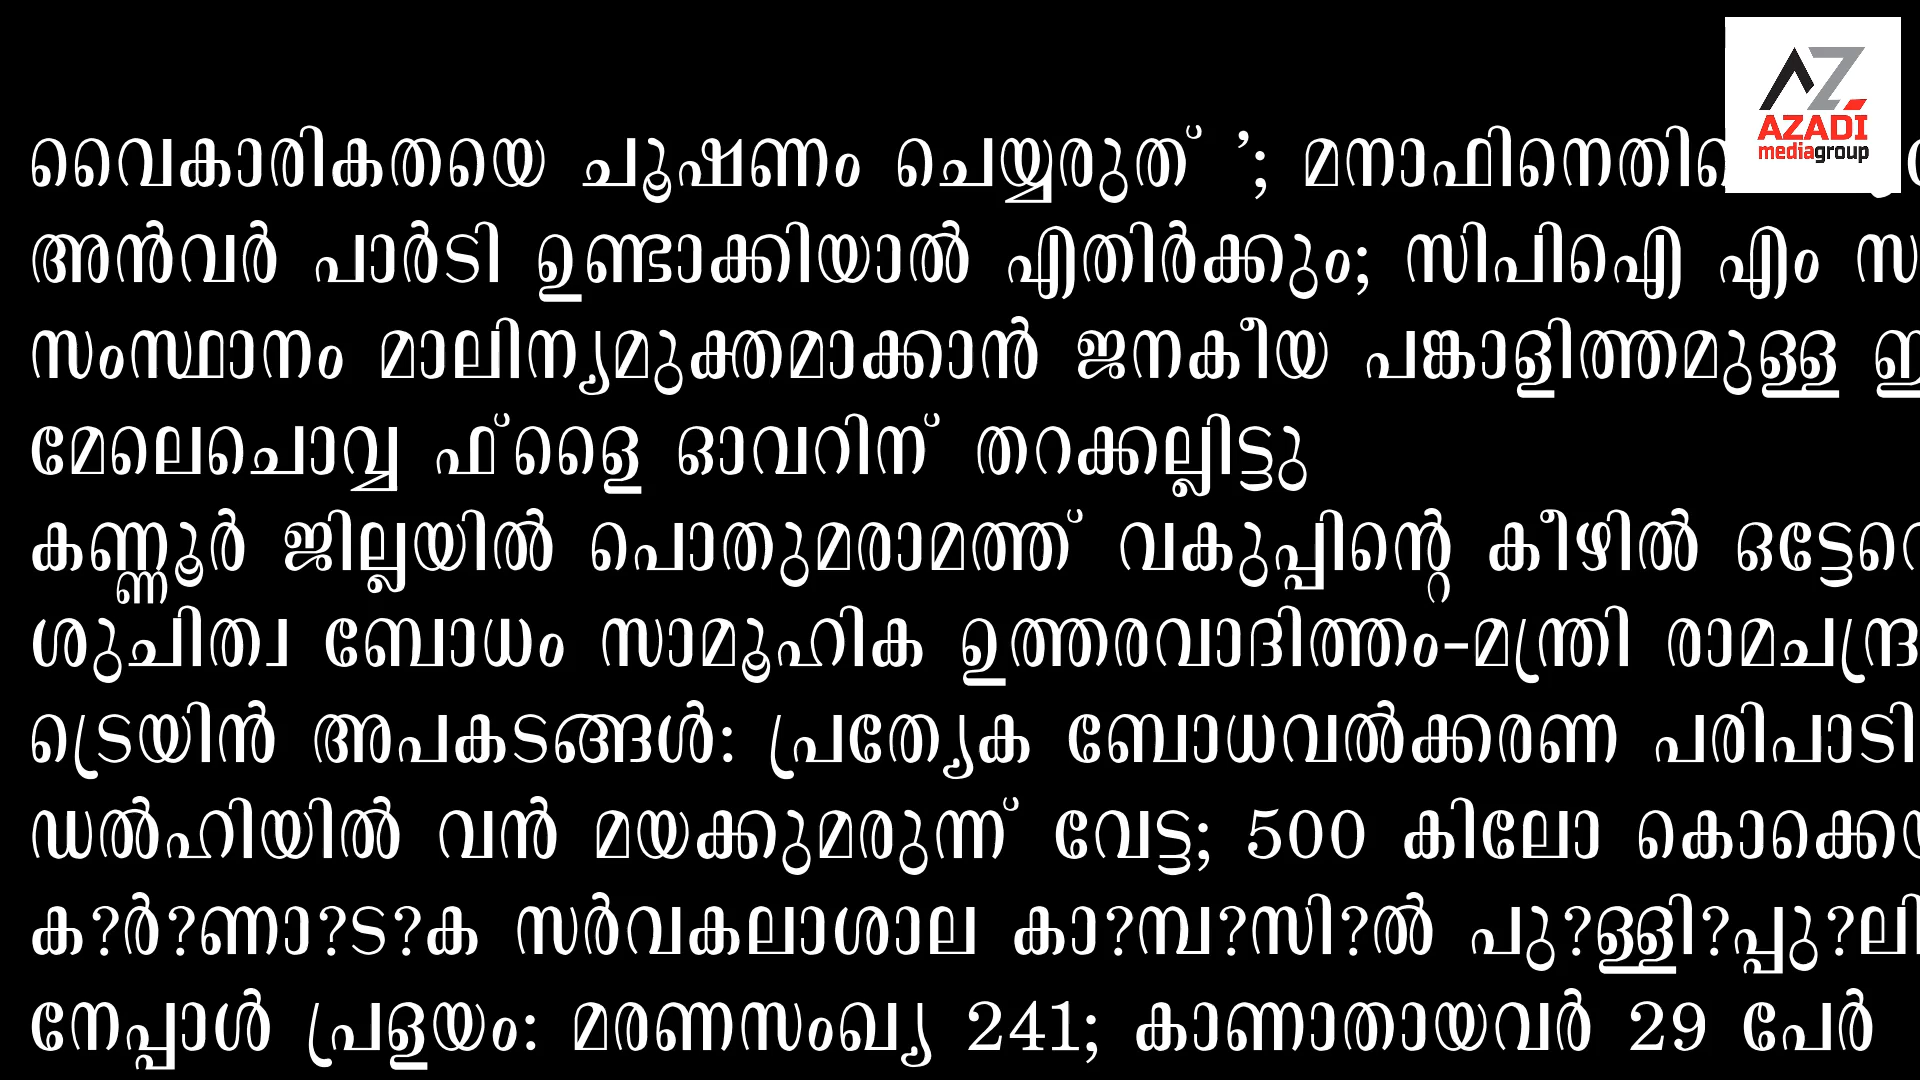 വൈകാരികതയെ ചൂഷണം ചെയ്യരുത് ’; മനാഫിനെതിരെ
AZADI
mediagroup
അൻവർ പാർടി ഉണ്ടാക്കിയാൽ എതിർക്കും; സിപിഐ എം
സംസ്ഥാനം മാലിന്യമുക്തമാക്കാൻ ജനകീയ പങ്കാളിത്തമുള്ള
മേലെചൊവ്വ ഫ്ളൈ ഓവറിന് തറക്കല്ലിട്ടു
കണ്ണൂർ ജില്ലയിൽ പൊതുമരാമത്ത് വകുപ്പിന്റെ കീഴിൽ
ശുചിത്വ ബോധം സാമൂഹിക ഉത്തരവാദിത്തം-മന്ത്രി രാമചന്ദ്ര
ട്രെയിൻ അപകടങ്ങൾ: പ്രത്യേക ബോധവൽക്കരണ പരിപാടി
ഡൽഹിയിൽ വൻ മയക്കുമരുന്ന് വേട്ട; 500 കിലോ
ക?ർ?ണാ?ട?ക സർവകലാശാല കാ?മ്പ?സി?ൽ പു?ള്ളി?പ്പു?ലി
നേപ്പാൾ പ്രളയം: മരണസംഖ്യ 241; കാണാതായവർ 29 പേർ